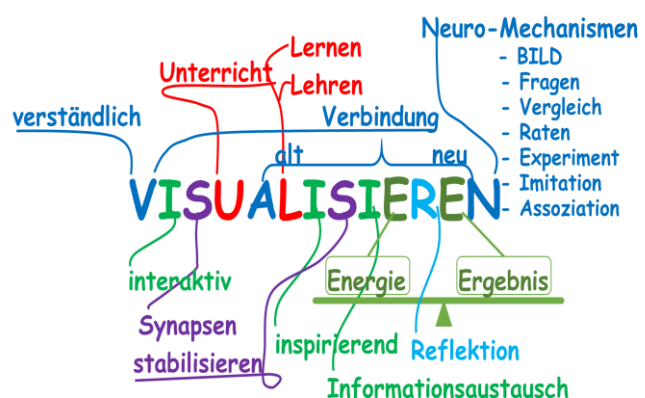 Neuro-Mechanismen
- BILD
- Fragen
- Vergleich
- Raten
- Experiment
- Imitation
- Assoziation
Lernen
Unterricht
Lehren
verständlich
Verbindung
alt
neu
VISUALISIEREN
interaktiv
Energie
Ergebnis
Synapsen
stabilisieren
inspirierend
Reflektion
Informationsaustausch